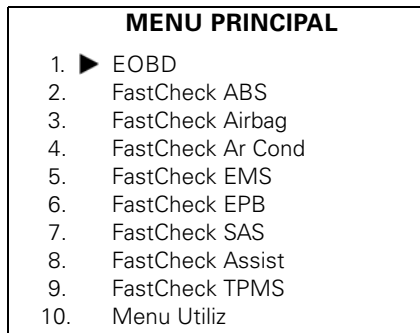 MENU PRINCIPAL
1. ▶ EOBD
2. FastCheck ABS
3. FastCheck Airbag
4. FastCheck Ar Cond
5. FastCheck EMS
6. FastCheck EPB
7. FastCheck SAS
8. FastCheck Assist
9. FastCheck TPMS
10. Menu Utiliz